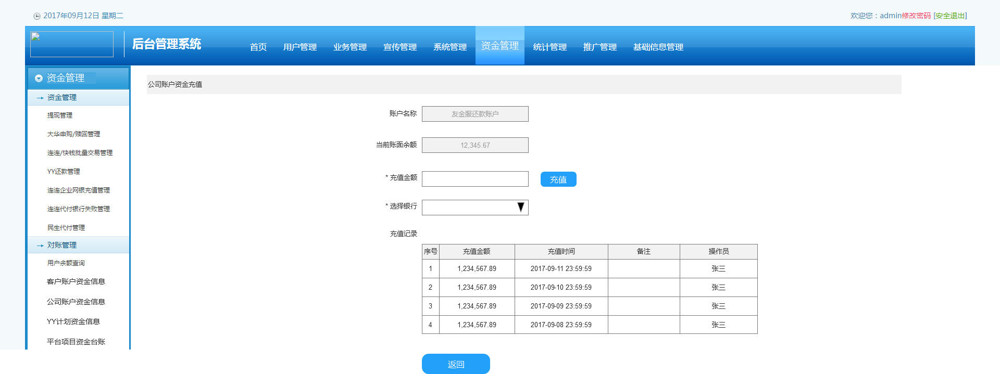 2017年09月12日 星期二
欢迎您：admin修改密码 [安全退出]
后台管理系统
首页 用户管理 业务管理 宣传管理 系统管理 资金管理 统计管理 推广管理 基础信息管理
资金管理
资金管理
提现管理
大华申购/赎回管理
连连/快钱批量交易管理
YY还款管理
连连企业网银充值管理
连连代付银行失败管理
民生代付管理
对账管理
用户余额查询
客户账户资金信息
公司账户资金信息
YY计划资金信息
平台项目资金台账
公司账户资金充值
账户名称 友金服还款账户
当前账面余额 12,345.67
* 充值金额 充值
* 选择银行
充值记录
序号 充值金额 充值时间 备注 操作员
1 1,234,567.89 2017-09-11 23:59:59 张三
2 1,234,567.89 2017-09-10 23:59:59 张三
3 1,234,567.89 2017-09-09 23:59:59 张三
4 1,234,567.89 2017-09-08 23:59:59 张三
返回